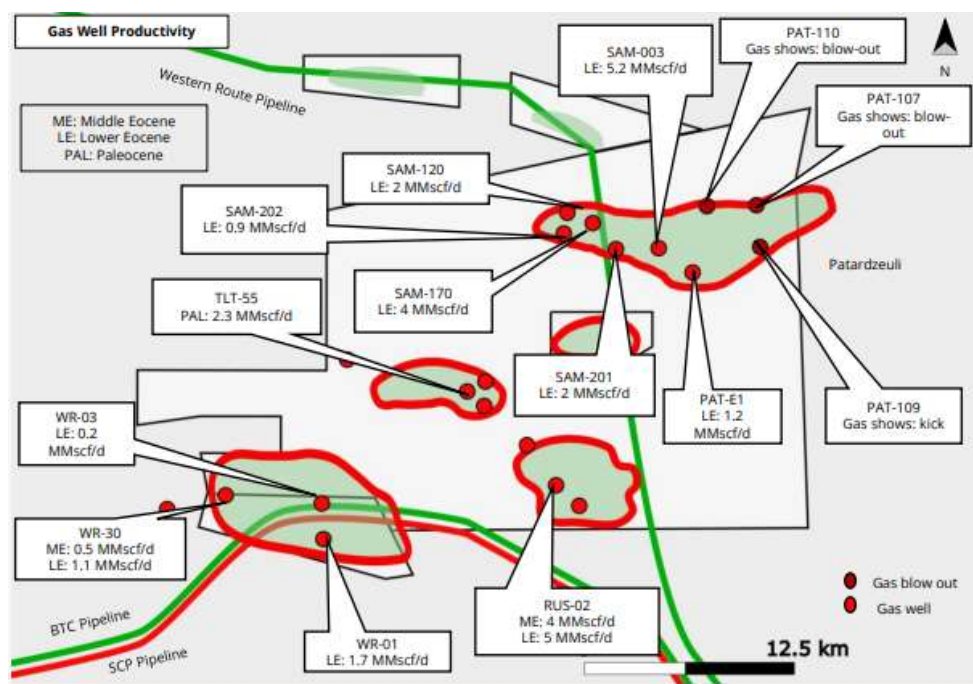 Gas Well Productivity
Western Route Pipeline
ME: Middle Eocene
LE: Lower Eocene
PAL: Paleocene
SAM-003
LE: 5.2 MMscf/d
PAT-110
Gas shows: blow-out
N
PAT-107
Gas shows: blow-
out
SAM-120
LE: 2 MMscf/d
SAM-202
LE: 0.9 MMscf/d
Patardzeuli
SAM-170
LE: 4 MMscf/d
TLT-55
PAL: 2.3 MMscf/d
SAM-201
LE: 2 MMscf/d
PAT-E1
LE: 1.2
MMscf/d
PAT-109
Gas shows: kick
WR-03
LE: 0.2
MMscf/d
WR-30
ME: 0.5 MMscf/d
LE: 1.1 MMscf/d
RUS-02
ME: 4 MMscf/d
LE: 5 MMscf/d
Gas blow out
Gas well
BTC Pipeline
SCP Pipeline
WR-01
LE: 1.7 MMscf/d
12.5 km